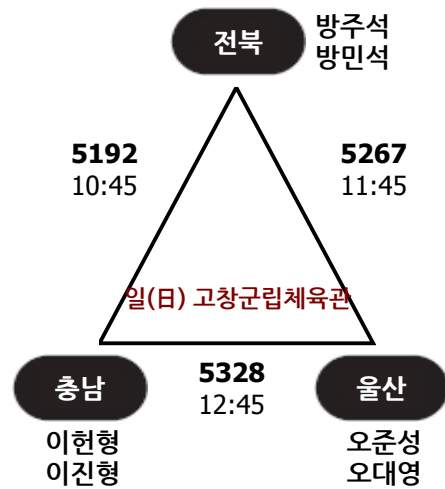 전북
방주석
방민석
5192
10:45
5267
11:45
일(日) 고창군립체육관
충남
5328
12:45
울산
이헌형
이진형
오준성
오대영